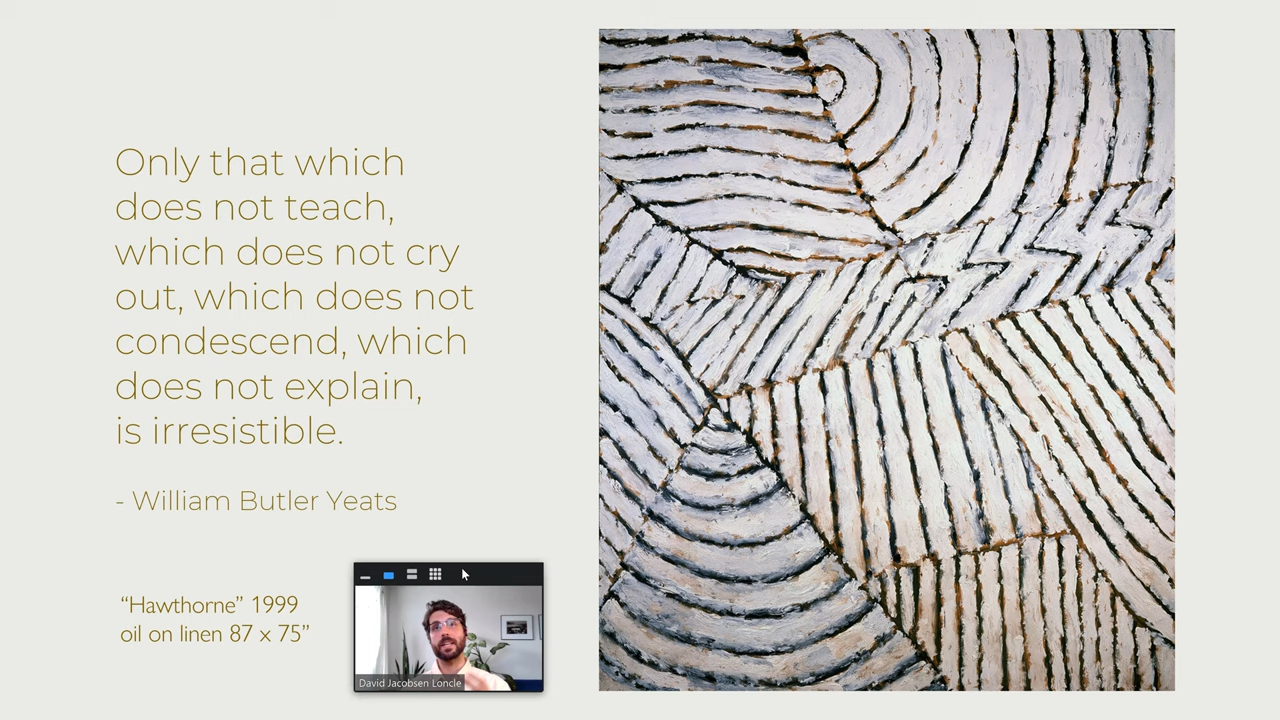 Only that which
does not teach,
which does not cry
out, which does not
condescend, which
does not explain,
is irresistible.
- William Butler Yeats
“Hawthorne” 1999
oil on linen 87 x 75”
David Jacobsen Loncle